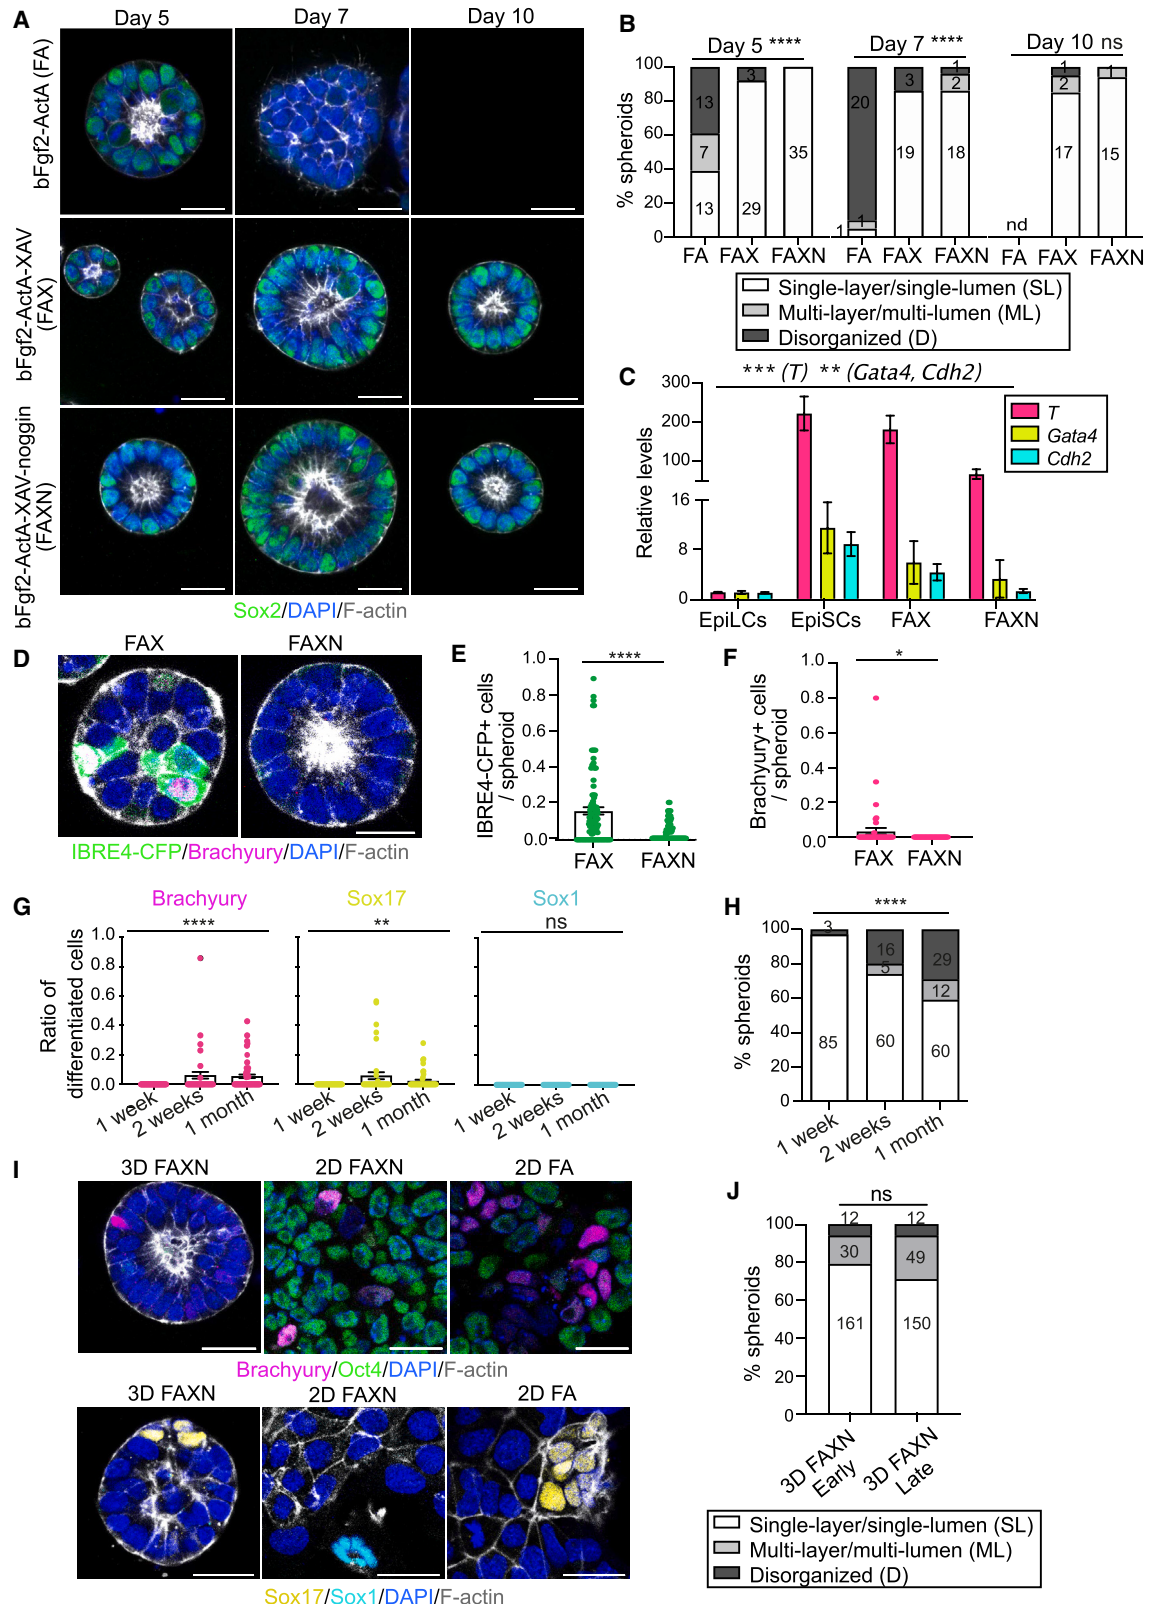 A
Day 5
Day 7
Day 10
bFgf2-ActA (FA)
bFgf2-ActA-XAV
(FAX)
bFgf2-ActA-XAV-noggin
(FAXN)
Sox2/DAPI/F-actin
B
Day 5 ****
Day 7 ****
Day 10 ns
% spheroids
100
80
60
40
20
0
13
7
13
3
29
35
20
1
1
3
19
1
2
18
nd
1
2
17
1
15
FA FAX FAXN
FA FAX FAXN
FA FAX FAXN
Single-layer/single-lumen (SL)
Multi-layer/multi-lumen (ML)
Disorganized (D)
C
*** (T) ** (Gata4, Cdh2)
Relative levels
300
200
100
16
8
0
T
Gata4
Cdh2
EpiLCs
EpiSCs
FAX
FAXN
D
FAX
FAXN
IBRE4-CFP/Brachyury/DAPI/F-actin
E
****
IBRE4-CFP+ cells
/ spheroid
1.0
0.8
0.6
0.4
0.2
0.0
FAX
FAXN
F
*
Brachyury+ cells
/ spheroid
1.0
0.8
0.6
0.4
0.2
0.0
FAX
FAXN
G
Brachyury
Sox17
Sox1
****
**
ns
Ratio of
differentiated cells
1.0
0.8
0.6
0.4
0.2
0.0
1 week
2 weeks
1 month
1 week
2 weeks
1 month
1 week
2 weeks
1 month
H
****
% spheroids
100
80
60
40
20
0
3
85
16
5
60
29
12
60
1 week
2 weeks
1 month
I
3D FAXN
2D FAXN
2D FA
Brachyury/Oct4/DAPI/F-actin
3D FAXN
2D FAXN
2D FA
Sox17/Sox1/DAPI/F-actin
J
ns
% spheroids
100
80
60
40
20
0
12
30
161
12
49
150
3D FAXN
Early
3D FAXN
Late
Single-layer/single-lumen (SL)
Multi-layer/multi-lumen (ML)
Disorganized (D)